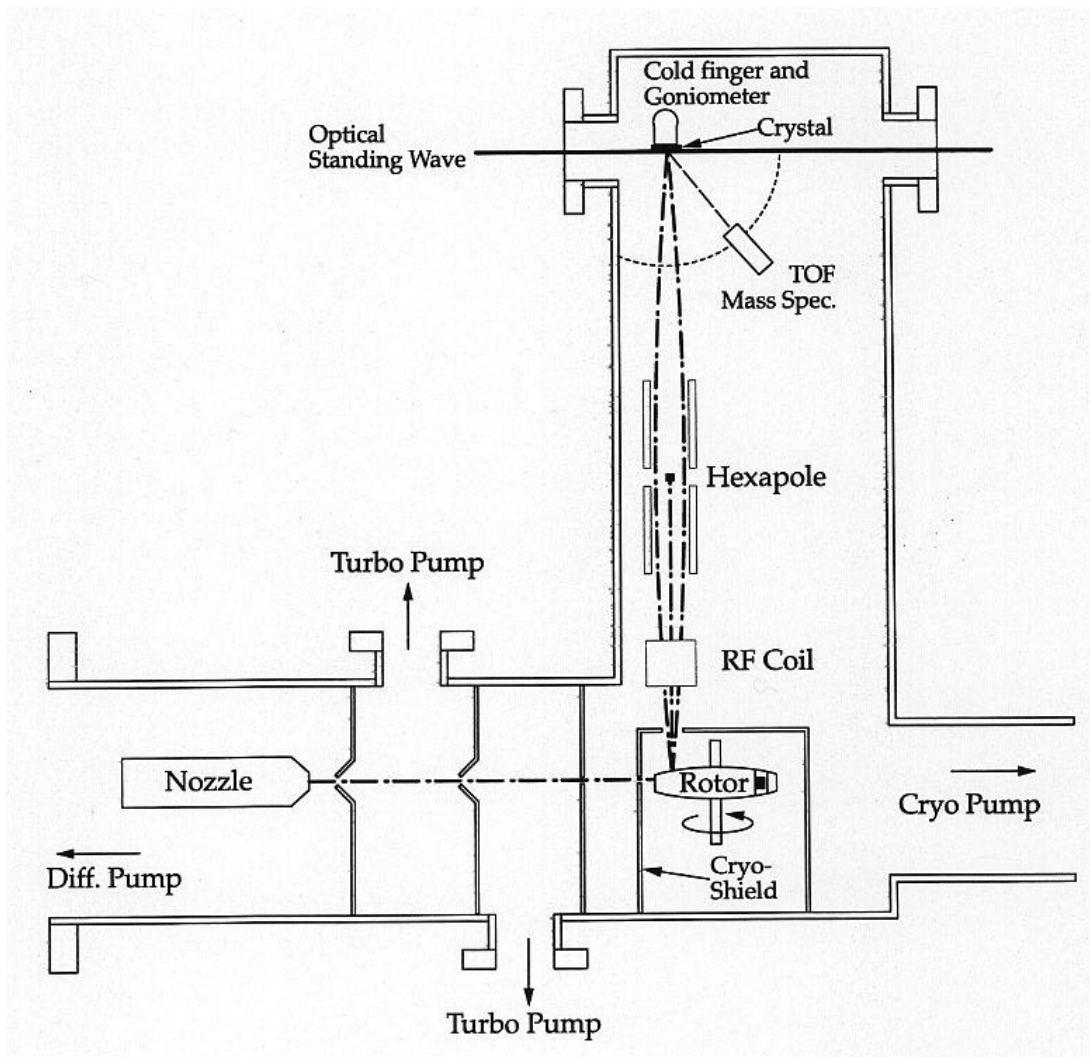 Cold finger and
Goniometer
Crystal
Optical
Standing Wave
TOF
Mass Spec.
Hexapole
Turbo Pump
RF Coil
Nozzle
Rotor
Cryo Pump
Diff. Pump
Cryo-
Shield
Turbo Pump